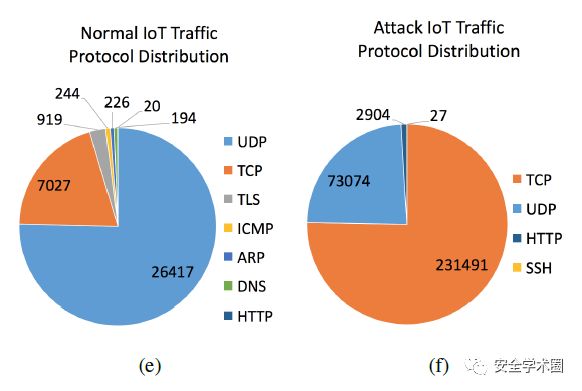 Normal IoT Traffic
Protocol Distribution
244
226
20
919
194
7027
26417
UDP
TCP
TLS
ICMP
ARP
DNS
HTTP
(e)
Attack IoT Traffic
Protocol Distribution
2904
27
73074
231491
TCP
UDP
HTTP
SSH
(f)
安全学术圈